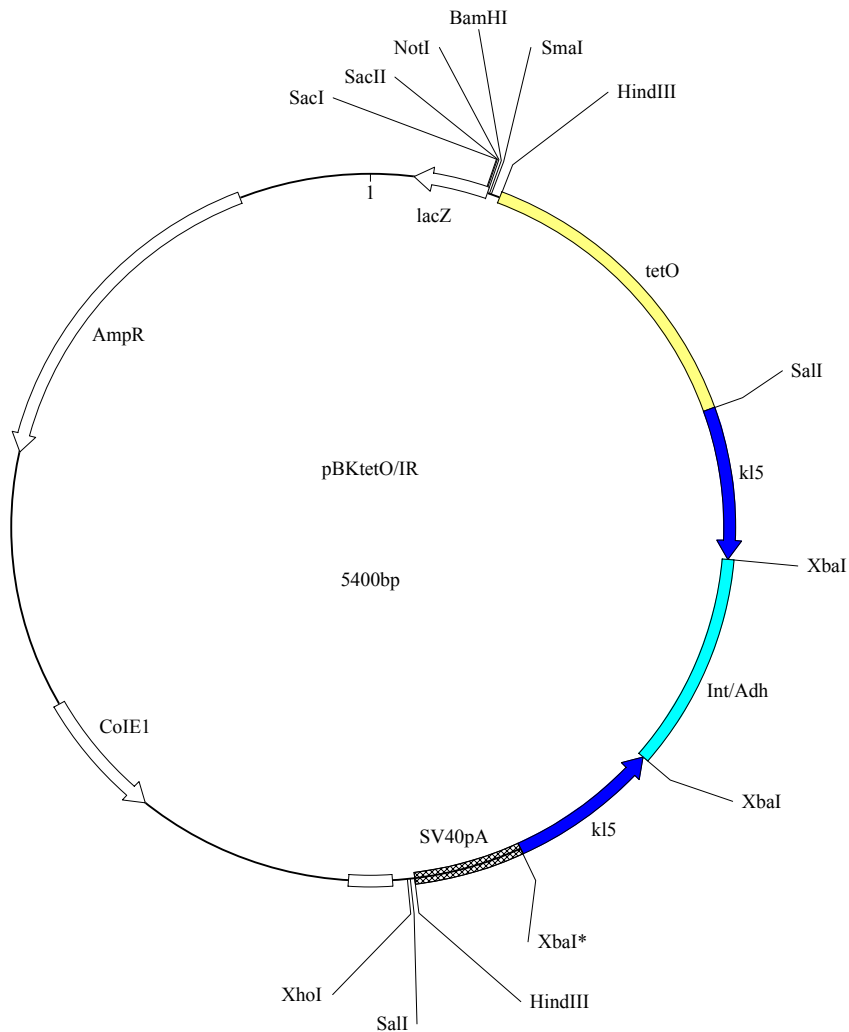 BamHI
NotI
SmaI
SacII
SacI
HindIII
1
lacZ
tetO
AmpR
SalI
pBKtetO/IR
kl5
XbaI
5400bp
Int/Adh
CoIE1
XbaI
kl5
SV40pA
XbaI*
XhoI
HindIII
SalI